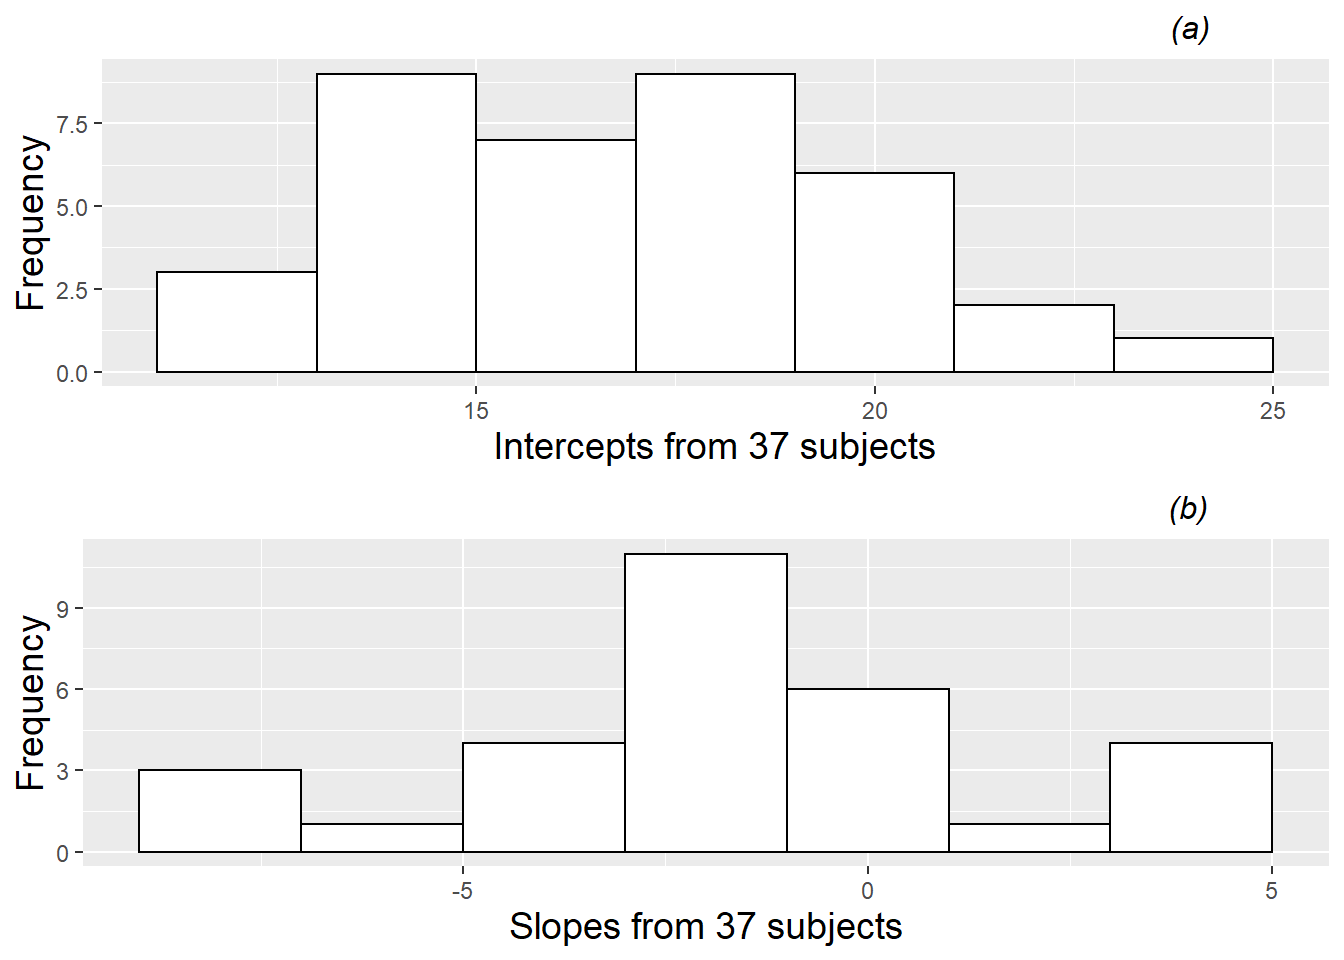 (a)
Frequency
7.5
5.0
2.5
0.0
15 20 25
Intercepts from 37 subjects
(b)
Frequency
9
6
3
0
-5 0 5
Slopes from 37 subjects